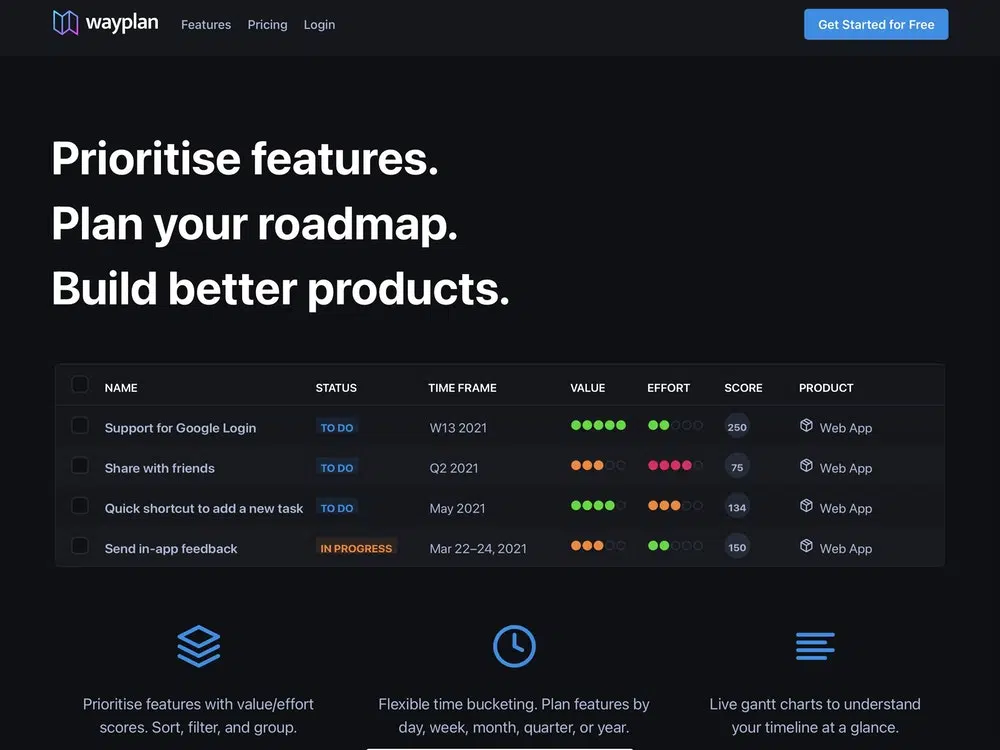 wayplan Features Pricing Login Get Started for Free
Prioritise features.
Plan your roadmap.
Build better products.
NAME STATUS TIME FRAME VALUE EFFORT SCORE PRODUCT
Support for Google Login TO DO W13 2021 250 Web App
Share with friends TO DO Q2 2021 75 Web App
Quick shortcut to add a new task TO DO May 2021 134 Web App
Send in-app feedback IN PROGRESS Mar 22–24, 2021 150 Web App
Prioritise features with value/effort
scores. Sort, filter, and group.
Flexible time bucketing. Plan features by
day, week, month, quarter, or year.
Live gantt charts to understand
your timeline at a glance.